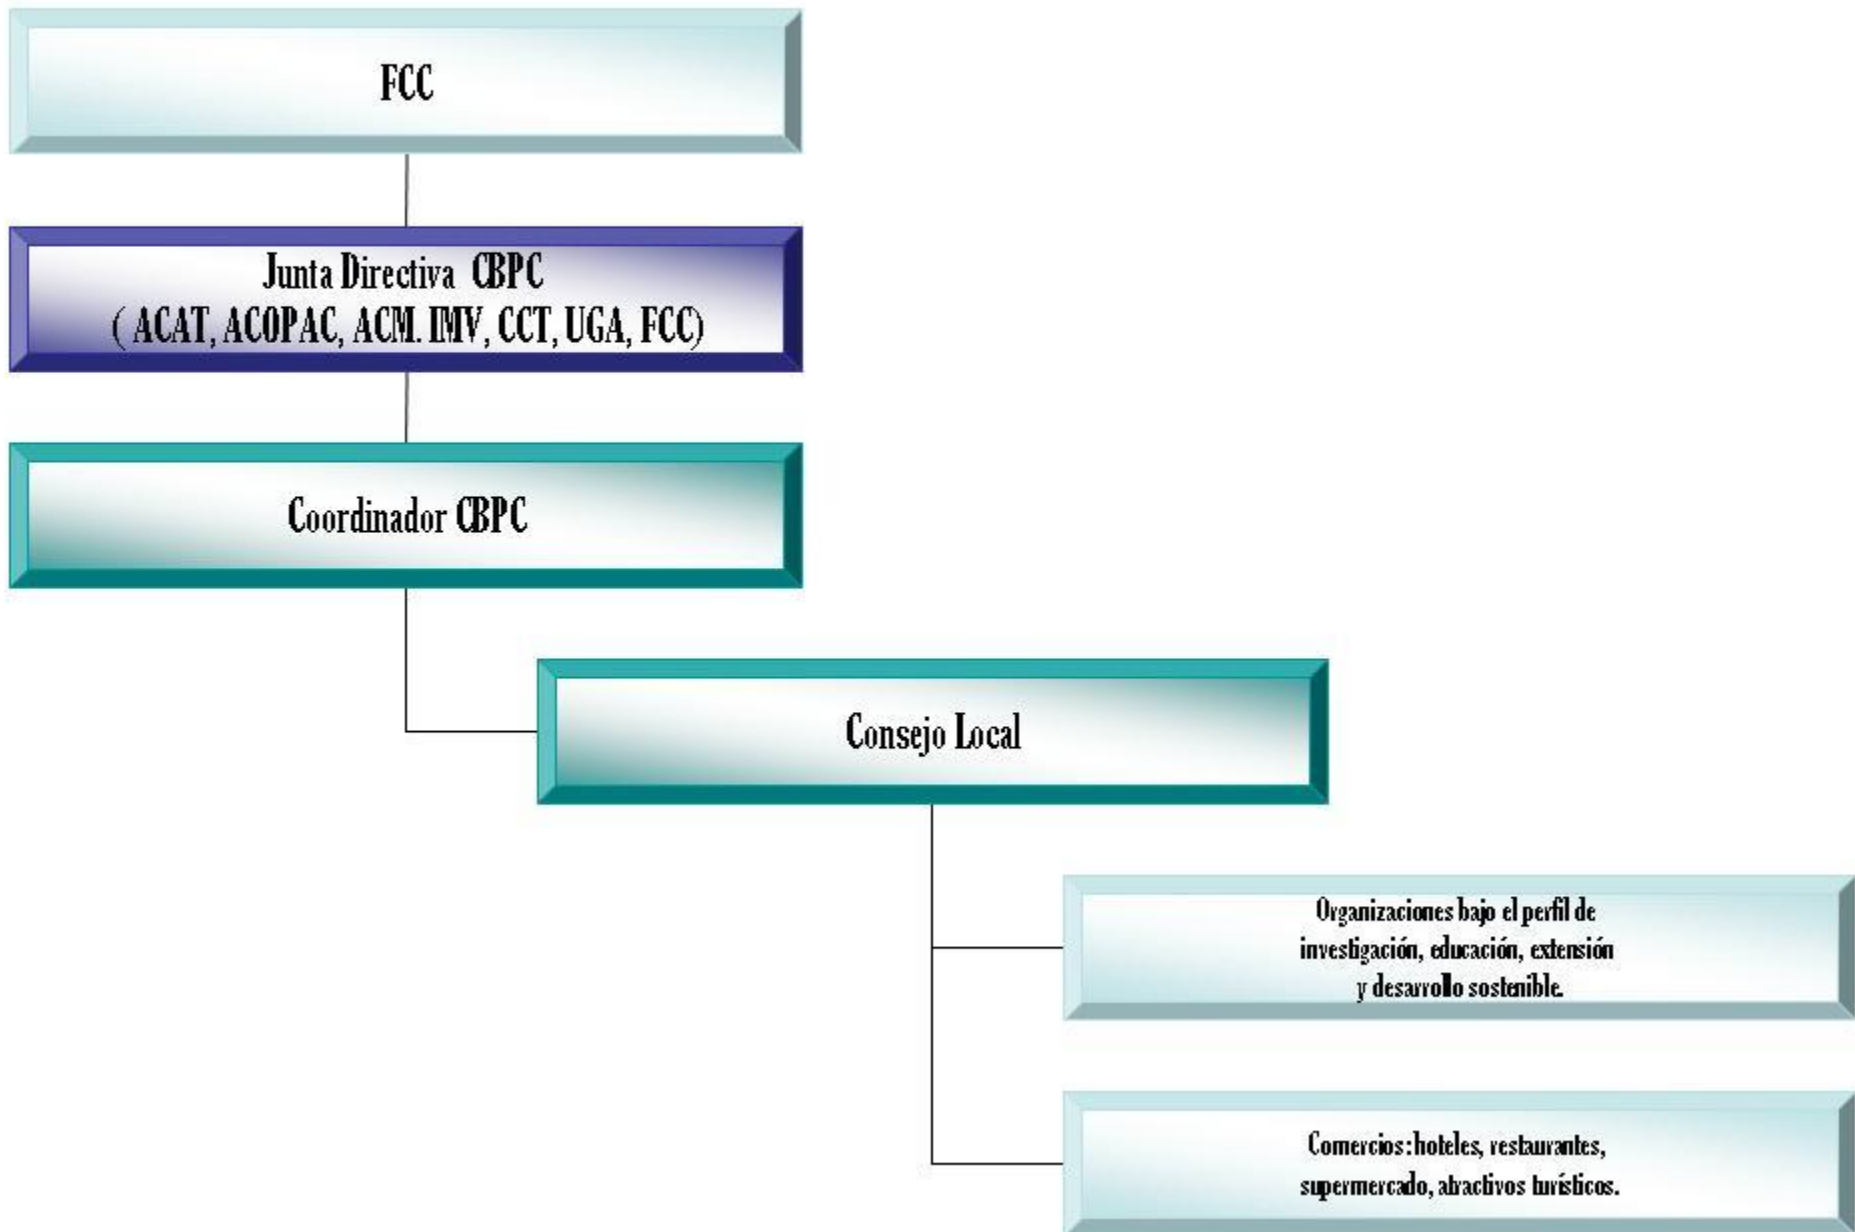 FCC
Junta Directiva CBPC
( ACAT, ACOPAC, ACM. IMV, CCT, UGA, FCC)
Coordinador CBPC
Consejo Local
Organizaciones bajo el perfil de
investigación, educación, extensión
y desarrollo sostenible.
Comercios: hoteles, restaurantes,
supermercado, atractivos turísticos.